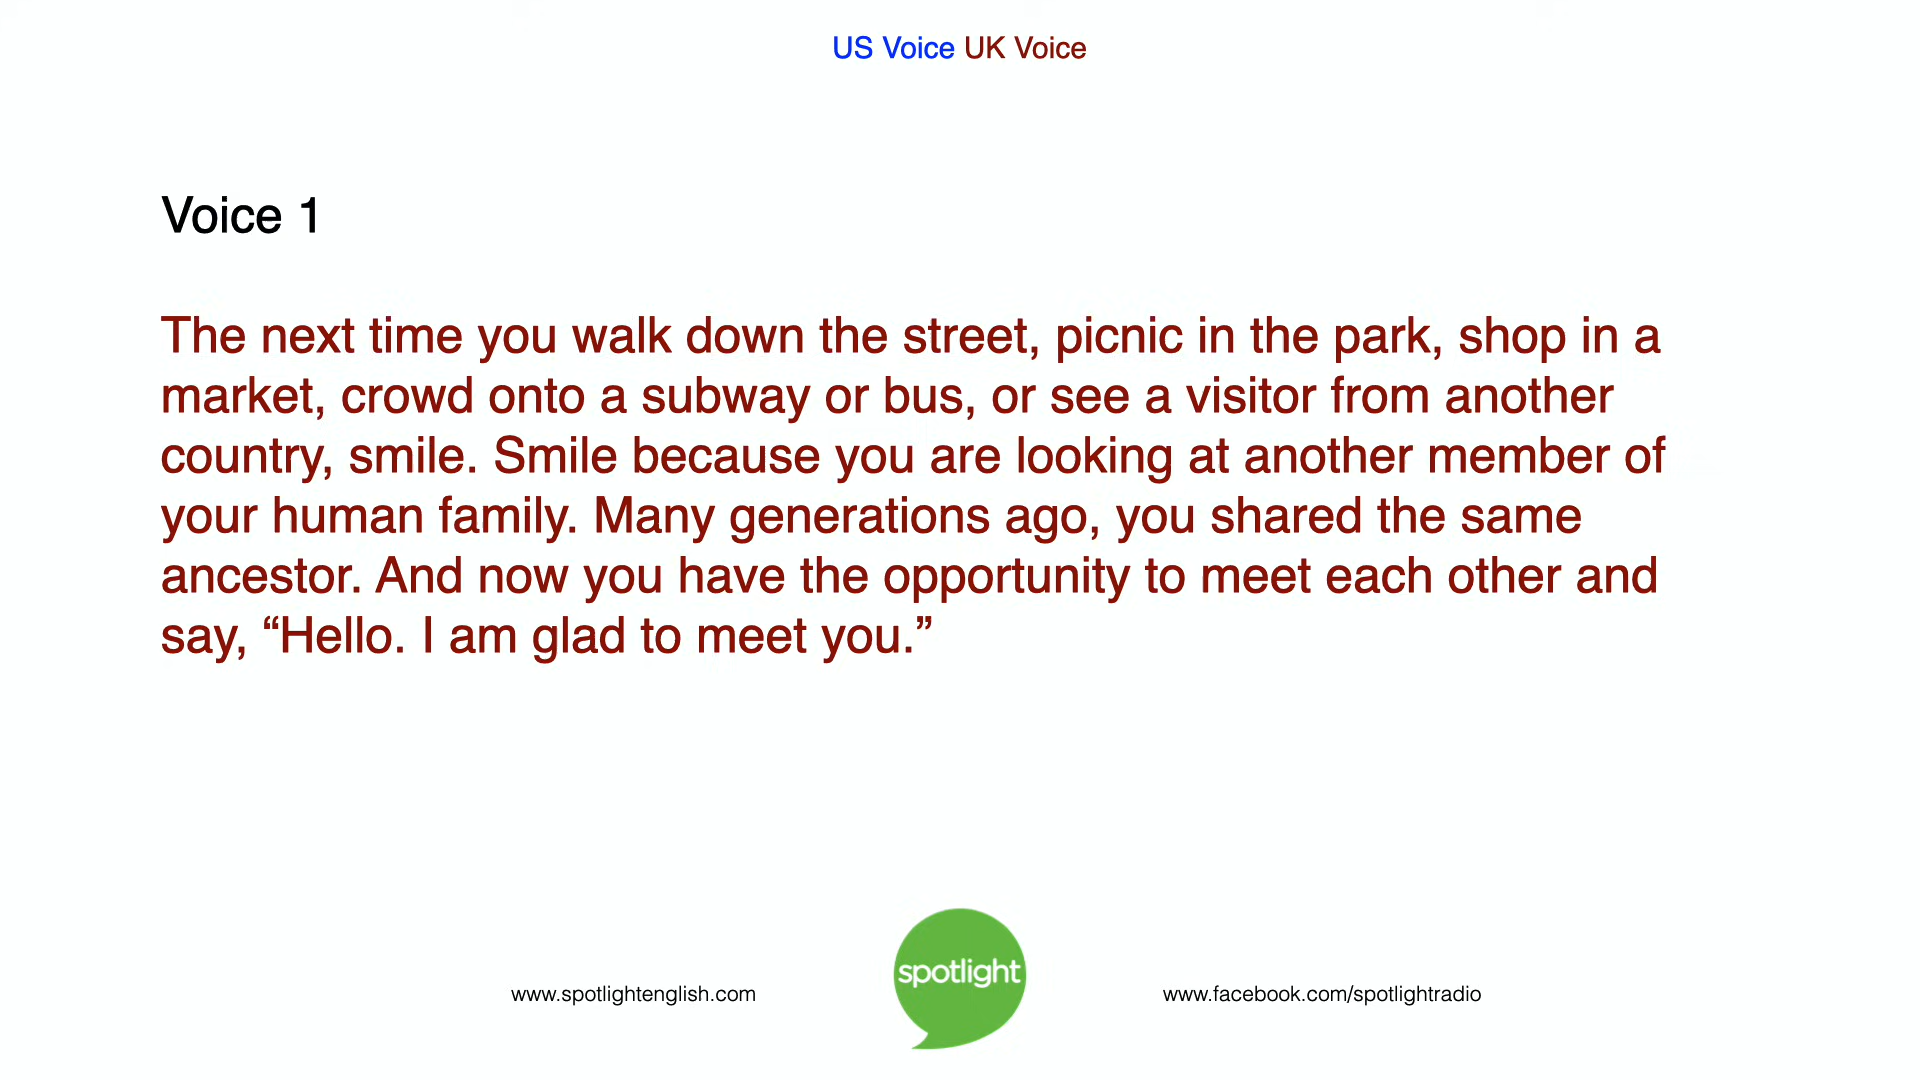 US Voice UK Voice
Voice 1
The next time you walk down the street, picnic in the park, shop in a
market, crowd onto a subway or bus, or see a visitor from another
country, smile. Smile because you are looking at another member of
your human family. Many generations ago, you shared the same
ancestor. And now you have the opportunity to meet each other and
say, “Hello. I am glad to meet you.”
www.spotlightenglish.com
spotlight
www.facebook.com/spotlightradio